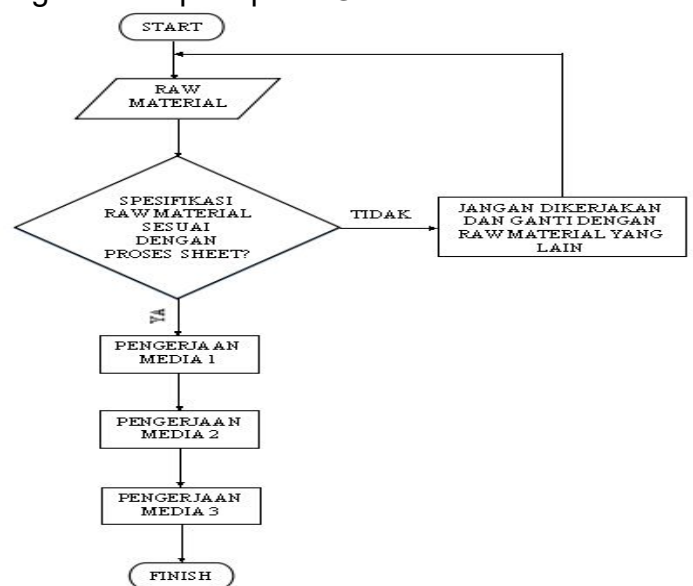 START
RAW
MATERIAL
SPESIFIKASI
RAW MATERIAL
SESUAI
DENGAN
PROSES SHEET?
TIDAK
JANGAN DIKERJAKAN
DAN GANTI DENGAN
RAW MATERIAL YANG
LAIN
YA
PENGERJAAN
MEDIA 1
PENGERJAAN
MEDIA 2
PENGERJAAN
MEDIA 3
FINISH